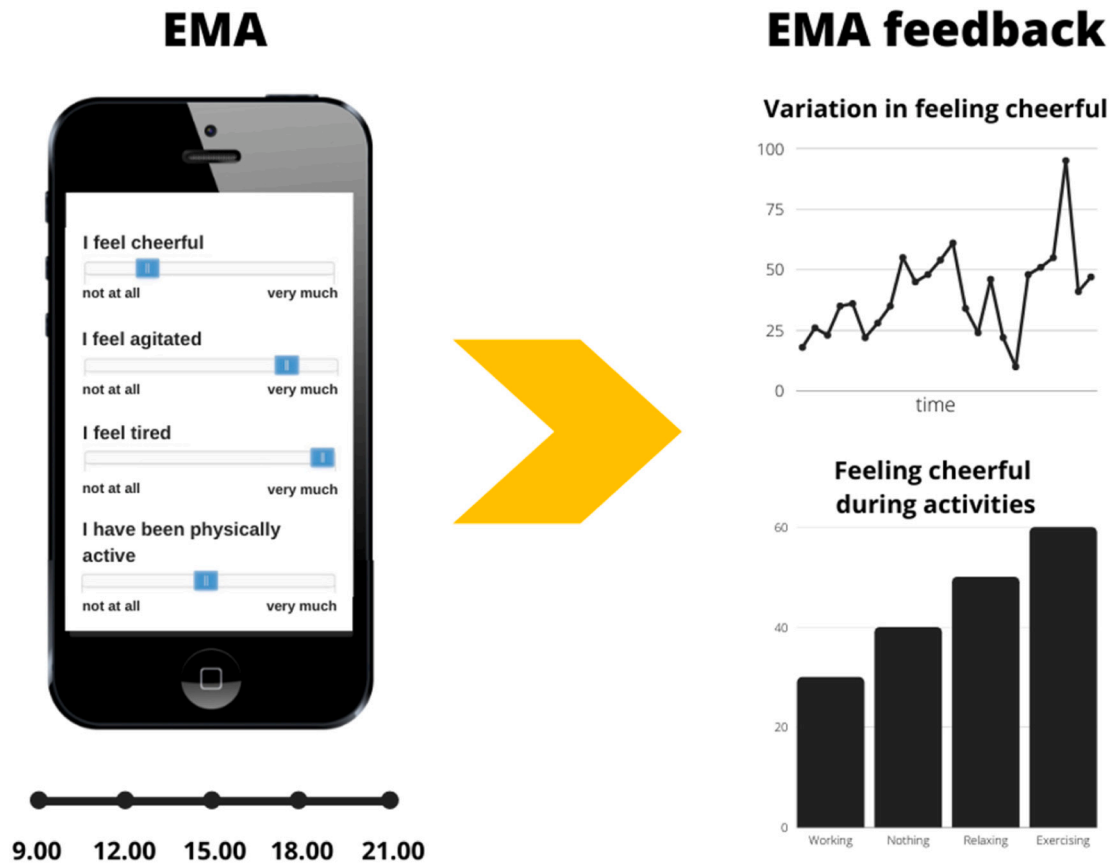 EMA
I feel cheerful
not at all very much
I feel agitated
not at all very much
I feel tired
not at all very much
I have been physically
active
not at all very much
9.00 12.00 15.00 18.00 21.00
EMA feedback
Variation in feeling cheerful
100
75
50
25
0
time
Feeling cheerful
during activities
60
40
20
0
Working Nothing Relaxing Exercising